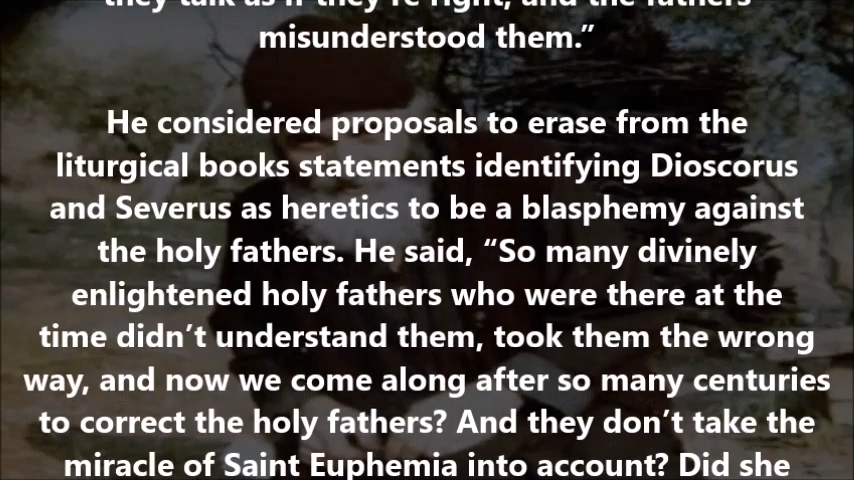 they talk as if they're right, and the fathers
misunderstood them.”
He considered proposals to erase from the
liturgical books statements identifying Dioscorus
and Severus as heretics to be a blasphemy against
the holy fathers. He said, “So many divinely
enlightened holy fathers who were there at the
time didn’t understand them, took them the wrong
way, and now we come along after so many centuries
to correct the holy fathers? And they don’t take the
miracle of Saint Euphemia into account? Did she